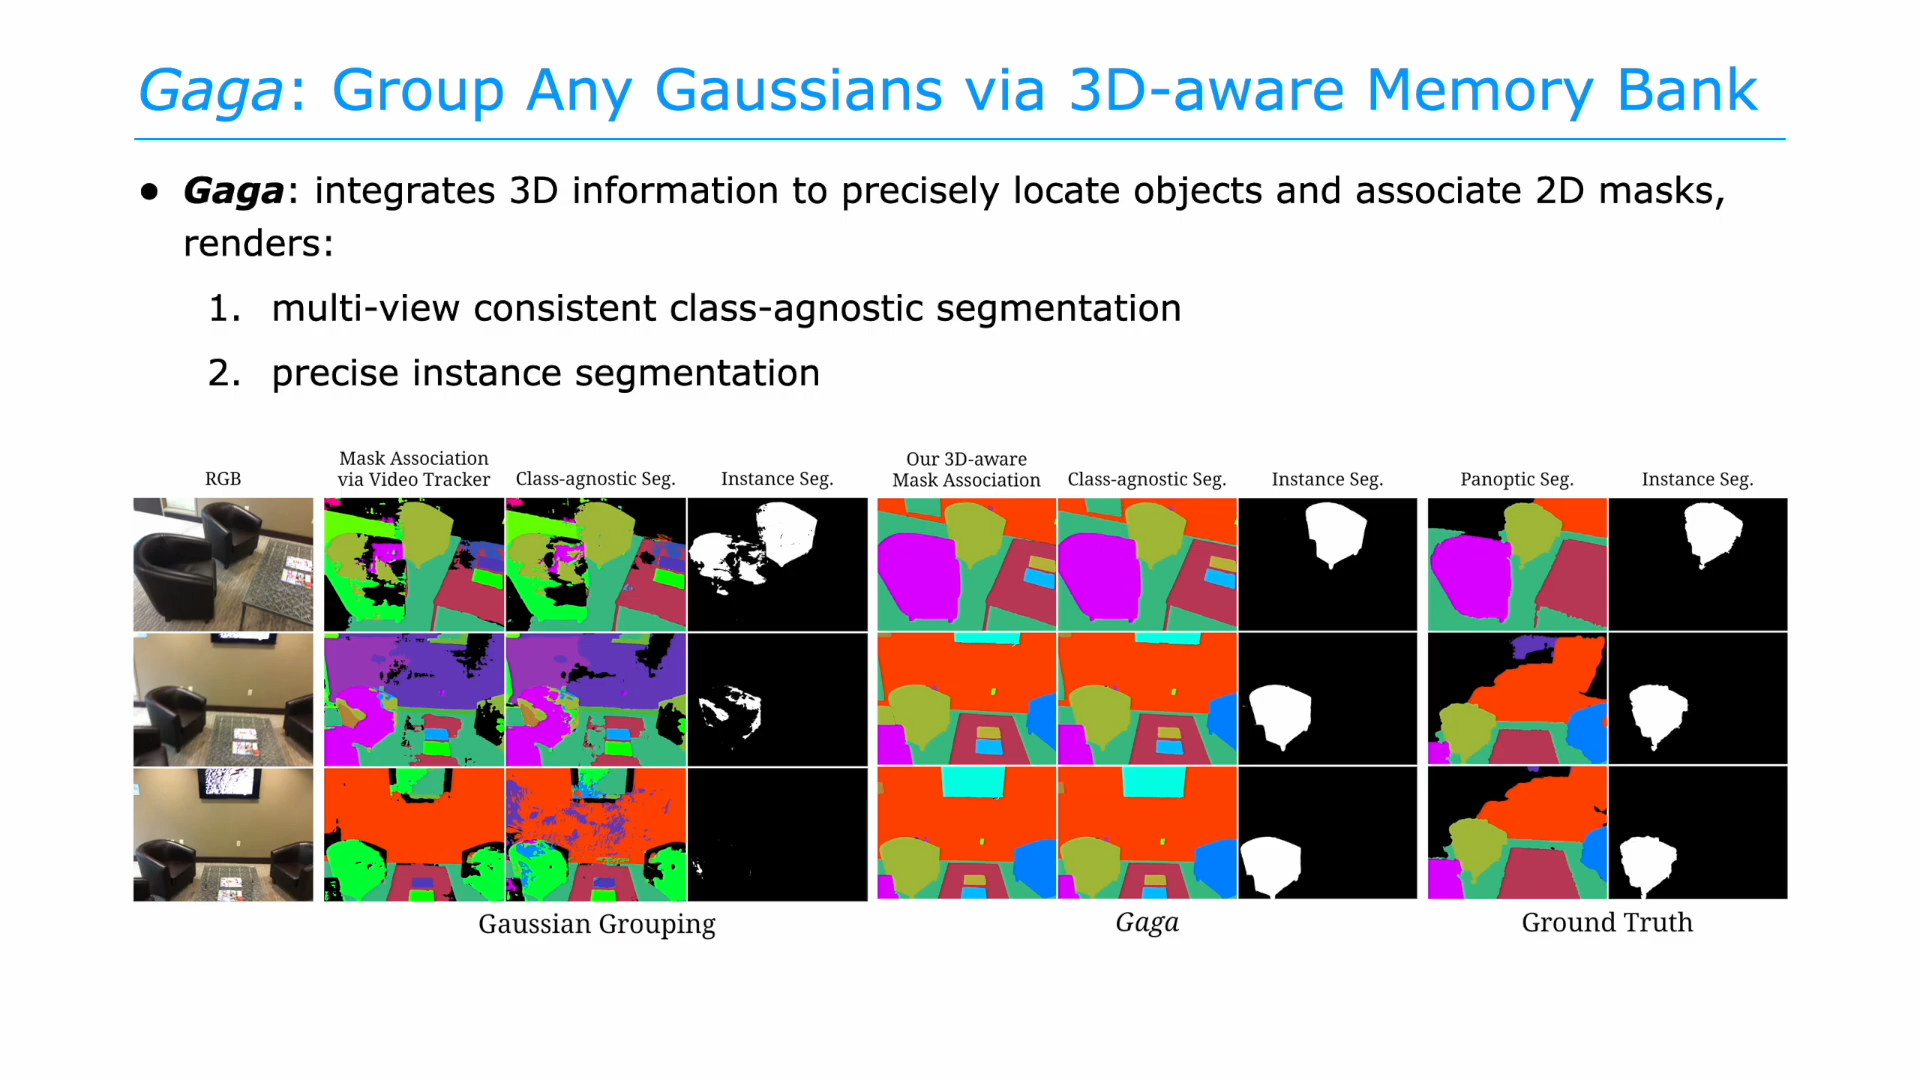 Gaga: Group Any Gaussians via 3D-aware Memory Bank
● Gaga: integrates 3D information to precisely locate objects and associate 2D masks,
renders:
1. multi-view consistent class-agnostic segmentation
2. precise instance segmentation
RGB
Mask Association
via Video Tracker
Class-agnostic Seg.
Instance Seg.
Our 3D-aware
Mask Association
Class-agnostic Seg.
Instance Seg.
Panoptic Seg.
Instance Seg.
Gaussian Grouping
Gaga
Ground Truth